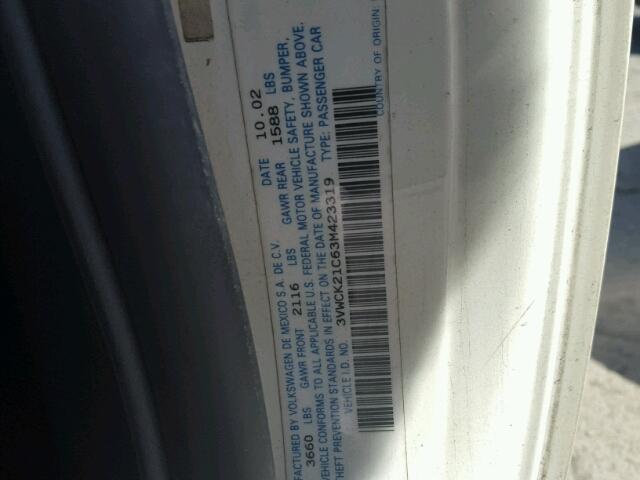 FACTURED BY VOLKSWAGEN DE MEXICO S.A. DE C.V. DATE 10.02
3660 LBS GAWR FRONT 2116 LBS GAWR REAR 1588 LBS
VEHICLE CONFORMS TO ALL APPLICABLE U.S. FEDERAL MOTOR VEHICLE SAFETY, BUMPER,
THEFT PREVENTION STANDARDS IN EFFECT ON THE DATE OF MANUFACTURE SHOWN ABOVE.
VEHICLE I.D. NO. 3VWCK21C63M423319 TYPE: PASSENGER CAR
COUNTRY OF ORIGIN